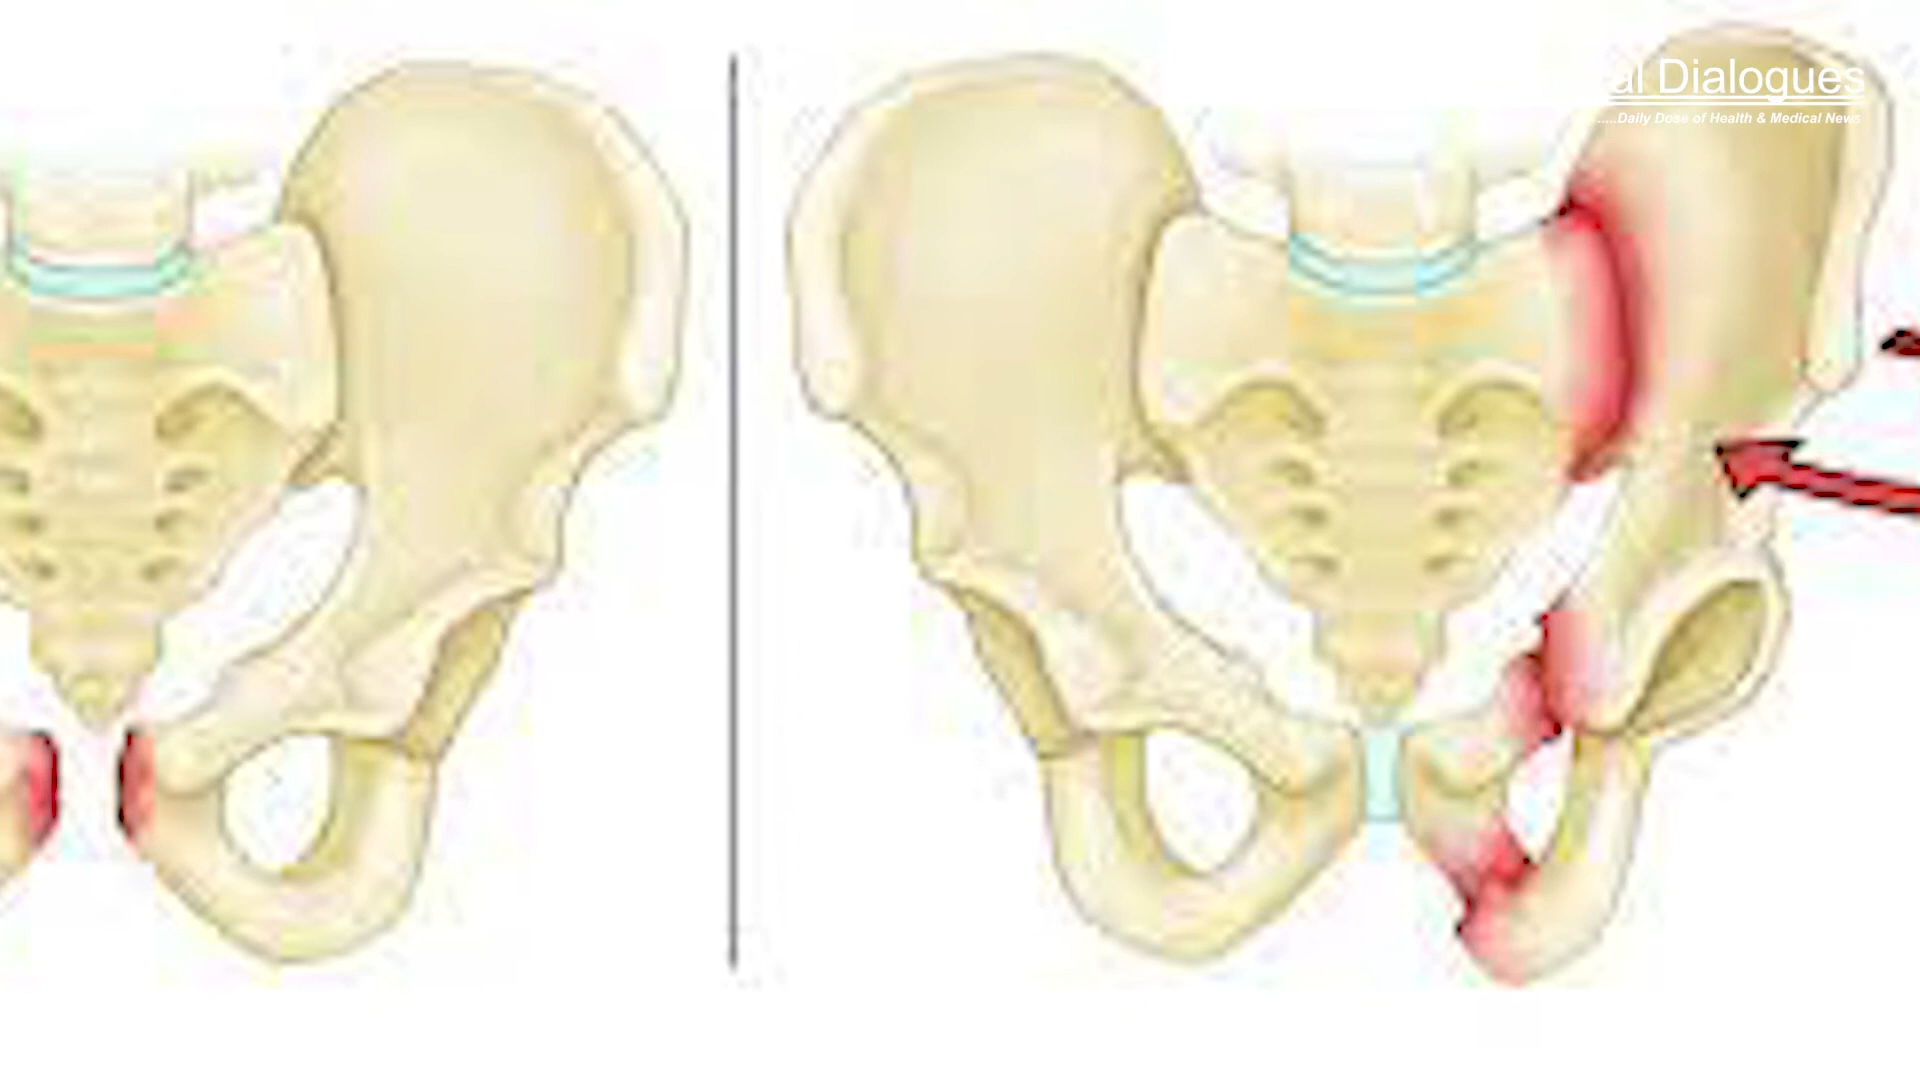 al Dialogues
......Daily Dose of Health & Medical News